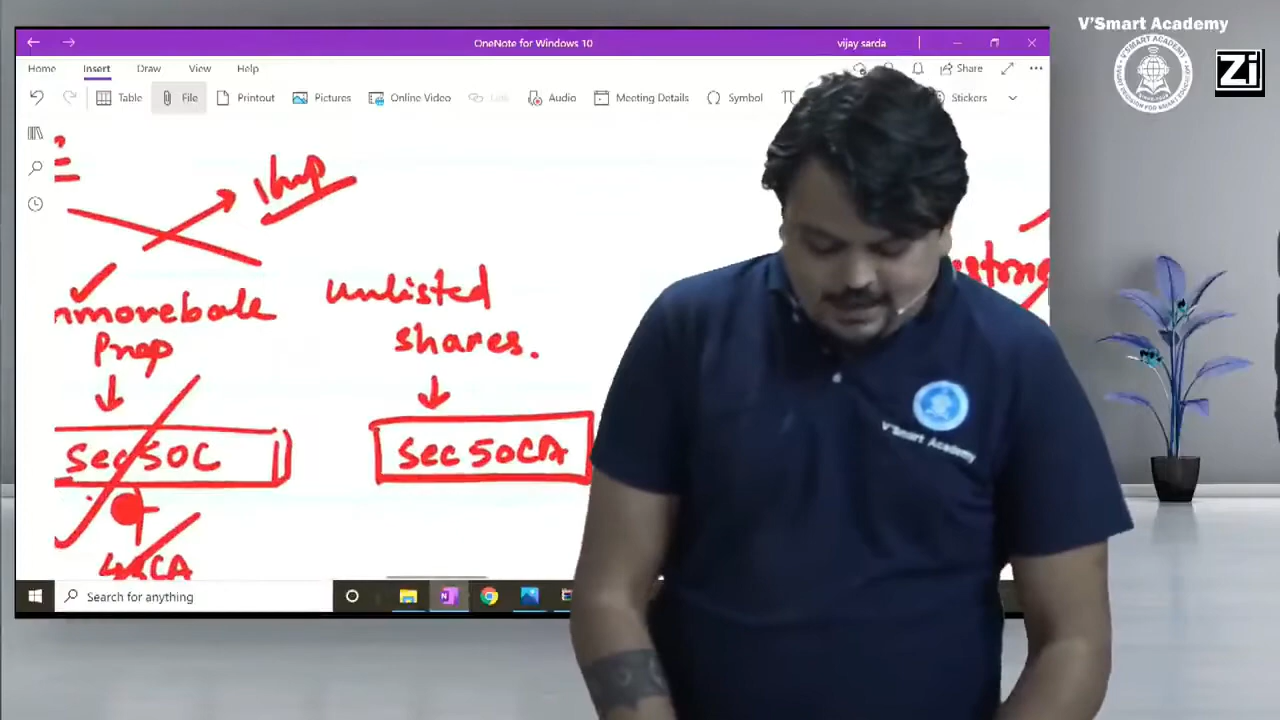 V'Smart Academy
OneNote for Windows 10
vijay sarda
Home
Insert
Draw
View
Help
Share
Table
File
Printout
Pictures
Online Video
Link
Audio
Meeting Details
Symbol
Stickers
Imp
unlisted
shares.
Prop
Sec 50C
Sec 50CA
Search for anything
V'Smart Academy
Zi